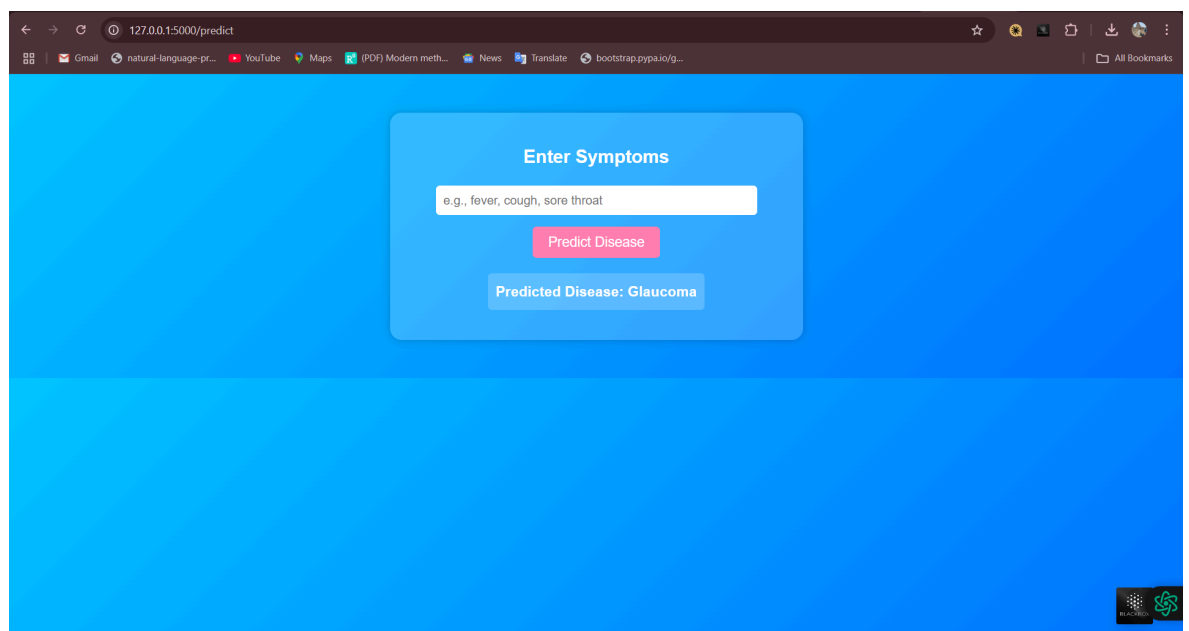 127.0.0.1:5000/predict
Gmail natural-language-pr... YouTube Maps (PDF) Modern meth... News Translate bootstrap.pypa.io/g... All Bookmarks
Enter Symptoms
e.g., fever, cough, sore throat
Predict Disease
Predicted Disease: Glaucoma